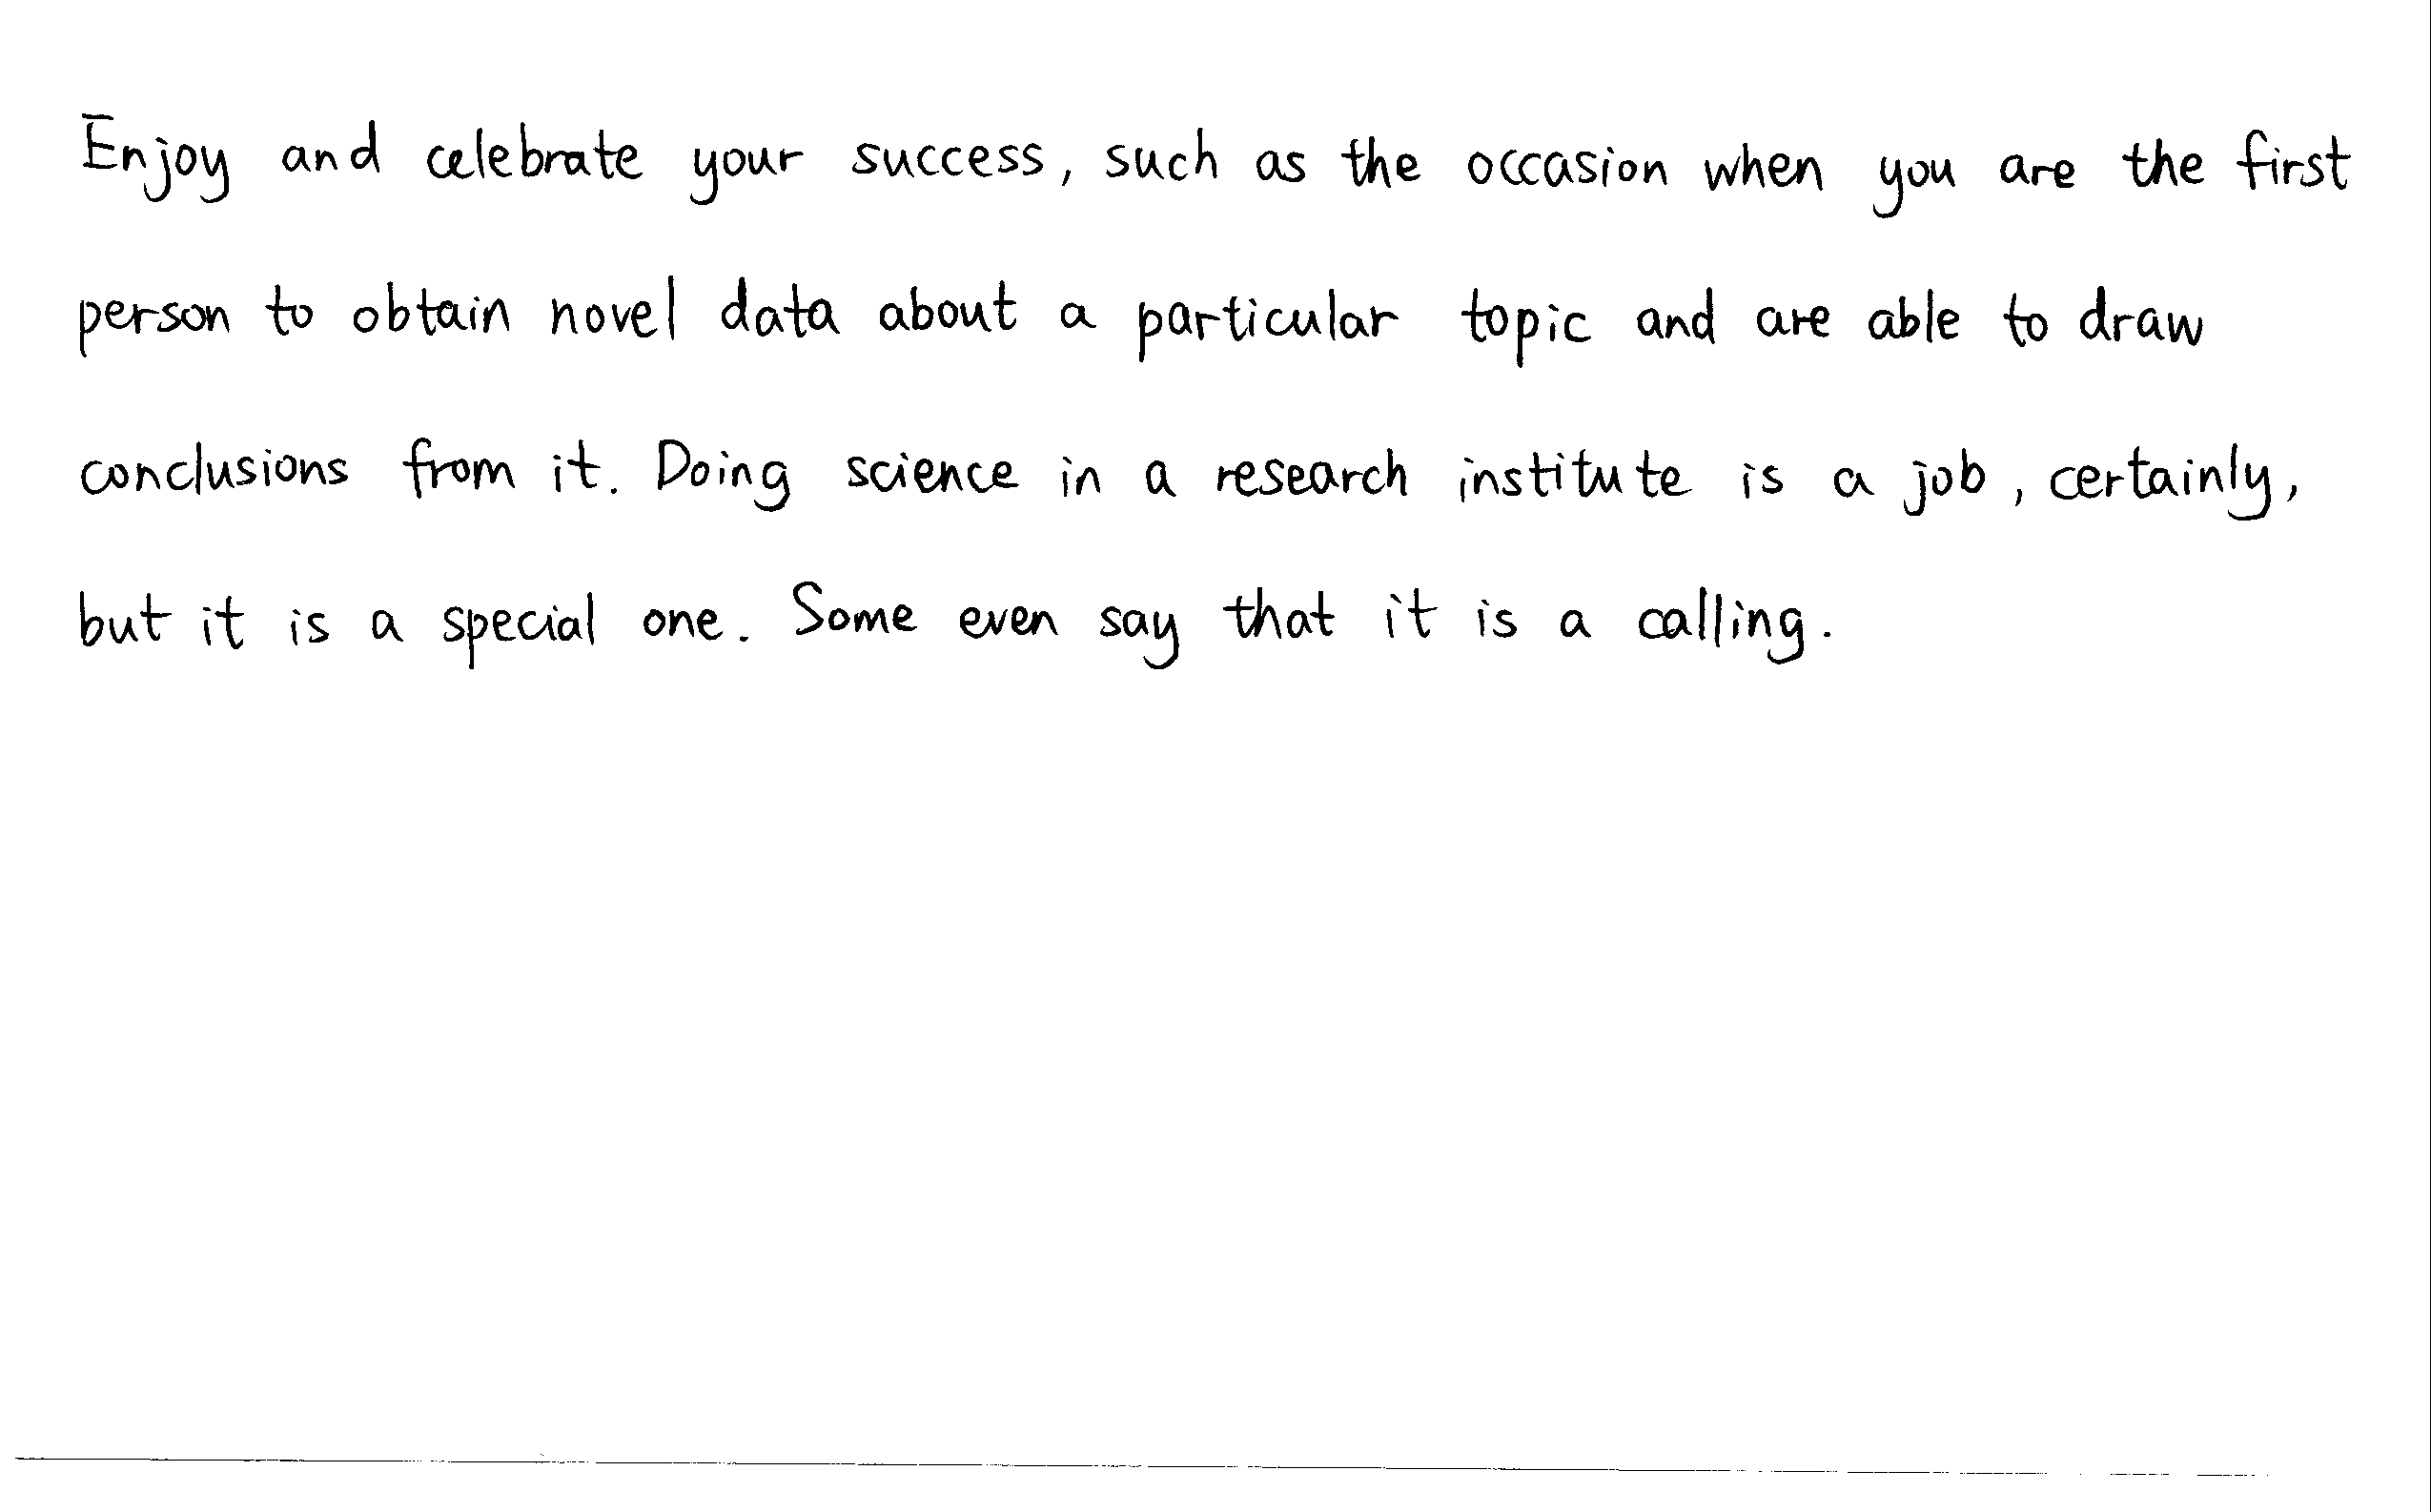 Enjoy and celebrate your success, such as the occasion when you are the first
person to obtain novel data about a particular topic and are able to draw
conclusions from it. Doing science in a research institute is a job, certainly,
but it is a special one. Some even say that it is a calling.